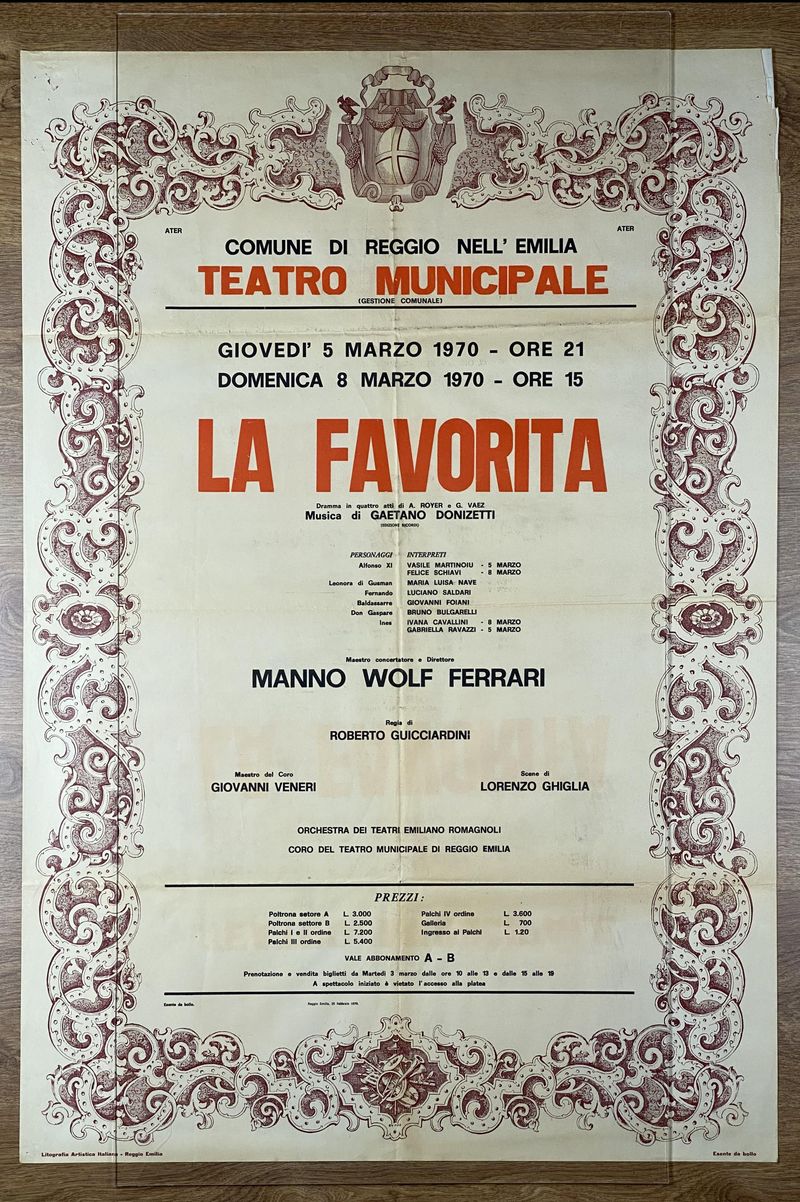 ATER
ATER
COMUNE DI REGGIO NELL' EMILIA
TEATRO MUNICIPALE
(GESTIONE COMUNALE)
GIOVEDI' 5 MARZO 1970 - ORE 21
DOMENICA 8 MARZO 1970 - ORE 15
LA FAVORITA
Dramma in quattro atti di A. ROYER e G. VAEZ
Musica di GAETANO DONIZETTI
(EDIZIONI RICORDI)
PERSONAGGI INTERPRETI
Alfonso XI VASILE MARTINOIU - 5 MARZO
FELICE SCHIAVI - 8 MARZO
Leonora di Gusman MARIA LUISA NAVE
Fernando LUCIANO SALDARI
Baldassarre GIOVANNI FOIANI
Don Gaspare BRUNO BULGARELLI
Ines IVANA CAVALLINI - 8 MARZO
GABRIELLA RAVAZZI - 5 MARZO
Maestro concertatore e Direttore
MANNO WOLF FERRARI
Regia di
ROBERTO GUICCIARDINI
Maestro del Coro
GIOVANNI VENERI
Scene di
LORENZO GHIGLIA
ORCHESTRA DEI TEATRI EMILIANO ROMAGNOLI
CORO DEL TEATRO MUNICIPALE DI REGGIO EMILIA
PREZZI:
Poltrona setore A L. 3.000 Palchi IV ordine L. 3.600
Poltrona settore B L. 2.500 Galleria L. 700
Palchi I e II ordine L. 7.200 Ingresso ai Palchi L. 1.20
Palchi III ordine L. 5.400
VALE ABBONAMENTO A - B
Prenotazione e vendita biglietti da Martedì 3 marzo dalle ore 10 alle 13 e dalle 15 alle 19
A spettacolo iniziato è vietato l'accesso alla platea
Esente da bollo. Reggio Emilia, 25 Febbraio 1970.
Litografia Artistica Italiana - Reggio Emilia Esente da bollo